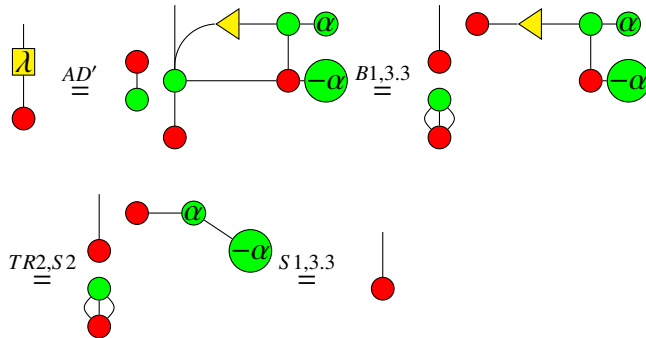 AD′ α
λ = −α B1,3.3 = α −α
TR2,S2 = α −α S1,3.3 =